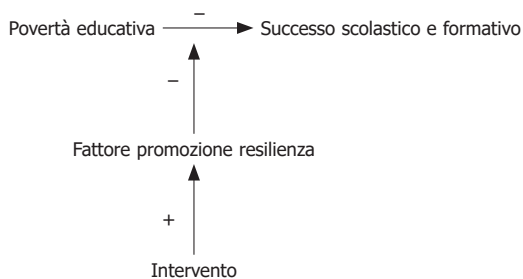 –
Povertà educativa Successo scolastico e formativo
–
Fattore promozione resilienza
+
Intervento